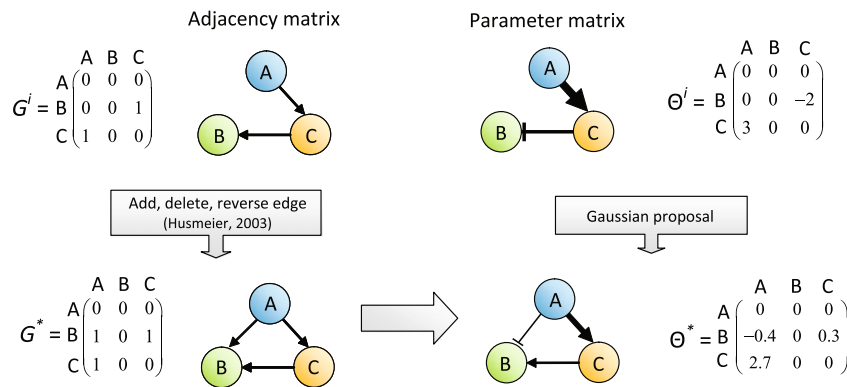 Adjacency matrix
Parameter matrix
A B C
A 0 0 0
G^i = B 0 0 1
C 1 0 0
A
B
C
A
B
C
A B C
A 0 0 0
Θ^i = B 0 0 −2
C 3 0 0
Add, delete, reverse edge
(Husmeier, 2003)
Gaussian proposal
A B C
A 0 0 0
G^* = B 1 0 1
C 1 0 0
A
B
C
A
B
C
A B C
A 0 0 0
Θ^* = B −0.4 0 0.3
C 2.7 0 0